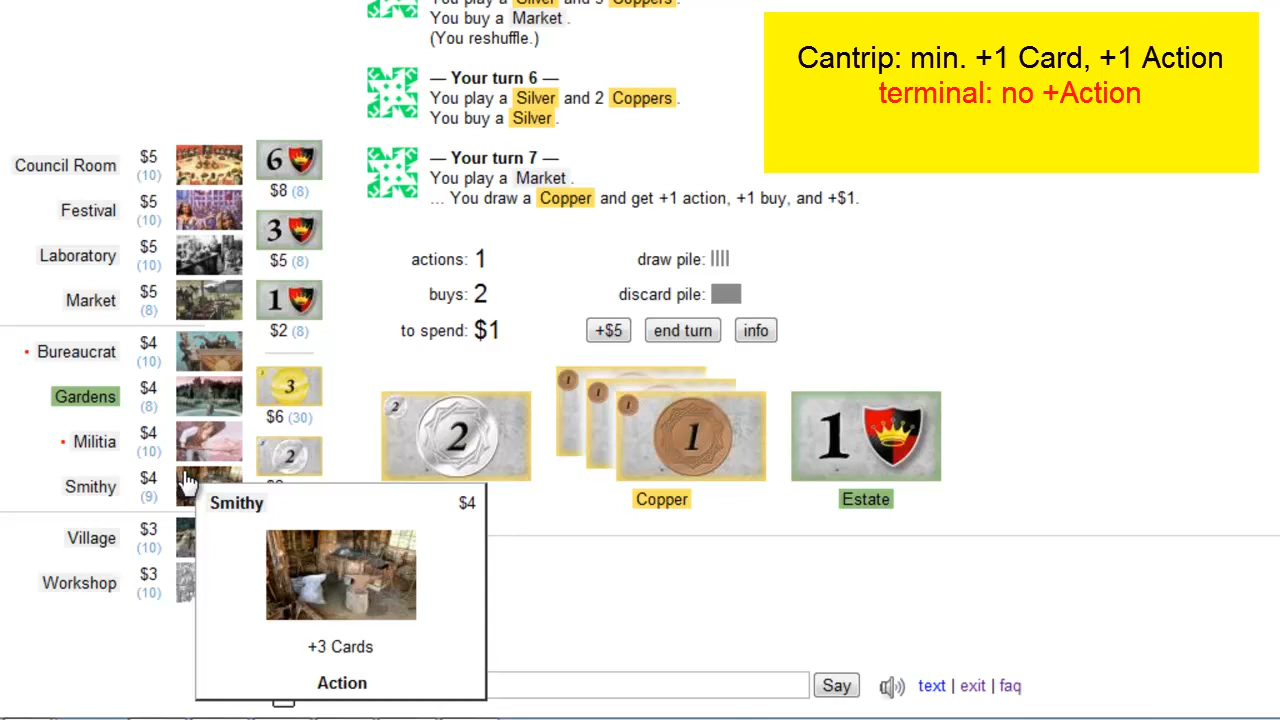 You play a Silver and 3 Coppers.
You buy a Market.
(You reshuffle.)
— Your turn 6 —
You play a Silver and 2 Coppers.
You buy a Silver.
— Your turn 7 —
You play a Market.
... You draw a Copper and get +1 action, +1 buy, and +$1.
Cantrip: min. +1 Card, +1 Action
terminal: no +Action
Council Room $5 (10)
Festival $5 (10)
Laboratory $5 (10)
Market $5 (8)
Bureaucrat $4 (10)
Gardens $4 (8)
Militia $4 (10)
Smithy $4 (9)
Village $3 (10)
Workshop $3 (10)
6
$8 (8)
3
$5 (8)
1
$2 (8)
3
$6 (30)
2
actions: 1
draw pile:
buys: 2
discard pile:
to spend: $1
+$5 end turn info
2 2
1 1 1 1
1
Copper
Estate
Smithy $4
+3 Cards
Action
Say
text | exit | faq